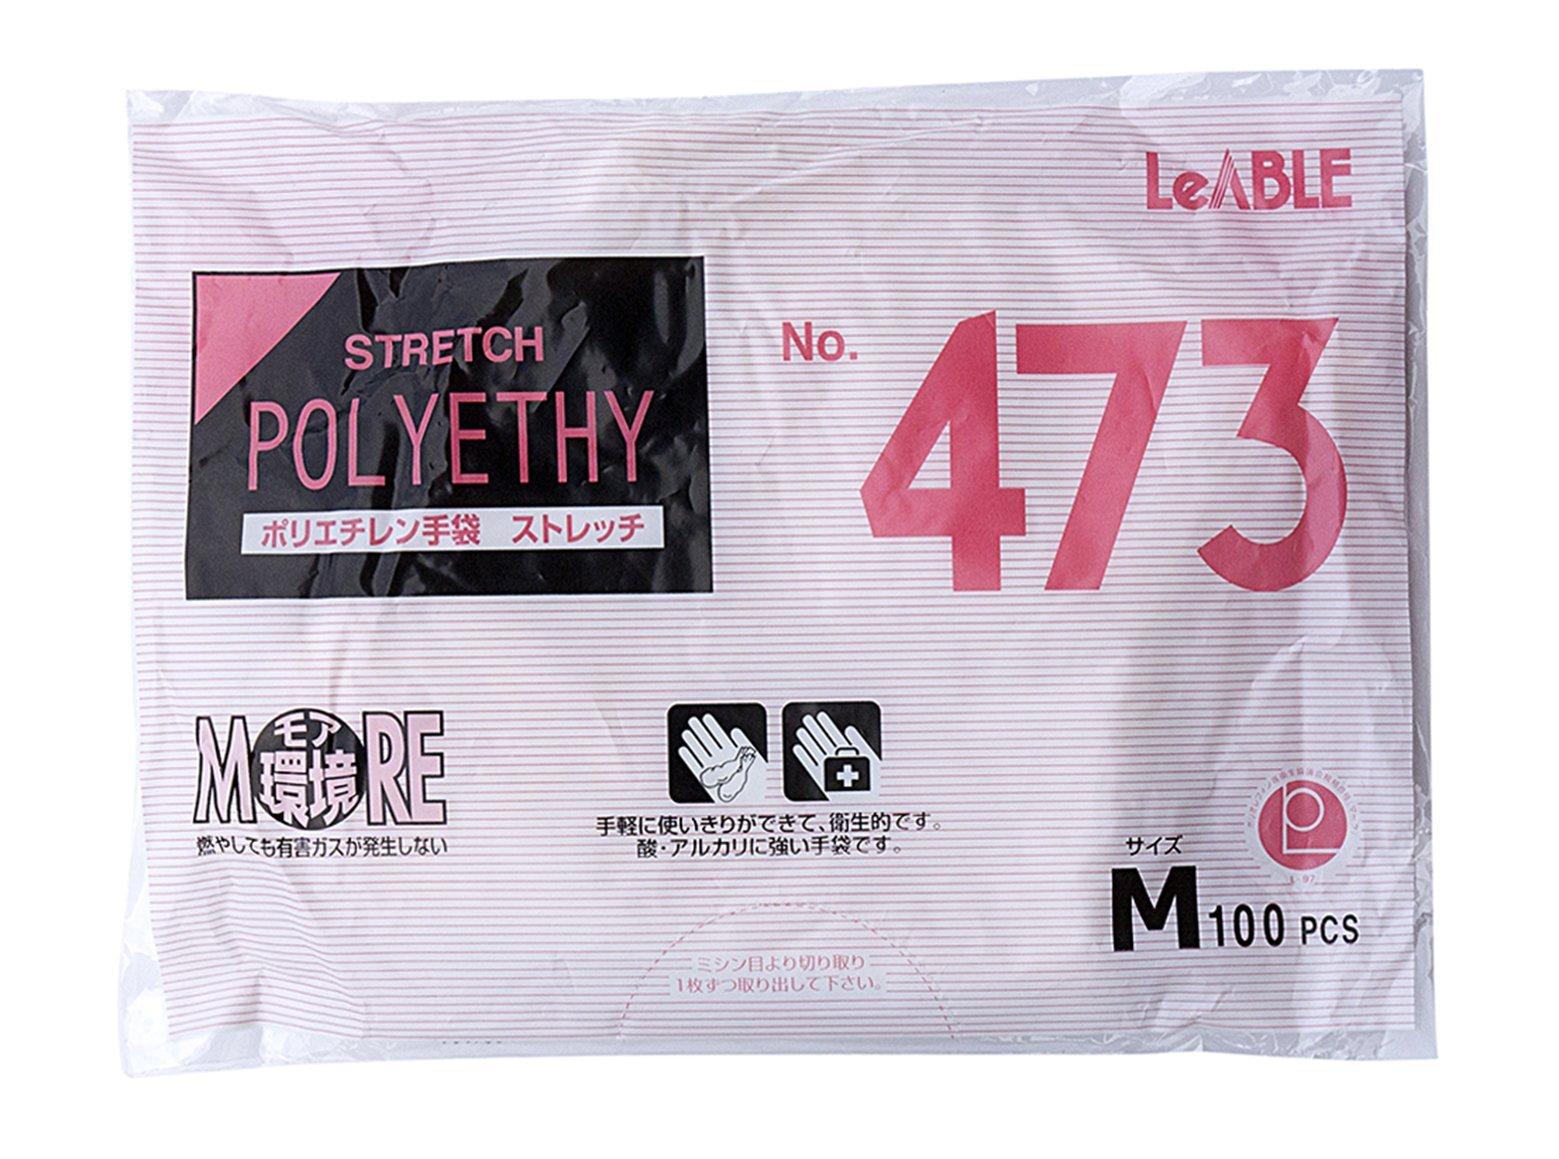 LeABLE
STRETCH
POLYETHY
ポリエチレン手袋 ストレッチ
No. 473
MORE
モア
環境
燃やしても有害ガスが発生しない
手軽に使いきりができて、衛生的です。
酸・アルカリに強い手袋です。
サイズ
M 100 PCS
ミシン目より切り取り
1枚ずつ取り出して下さい。